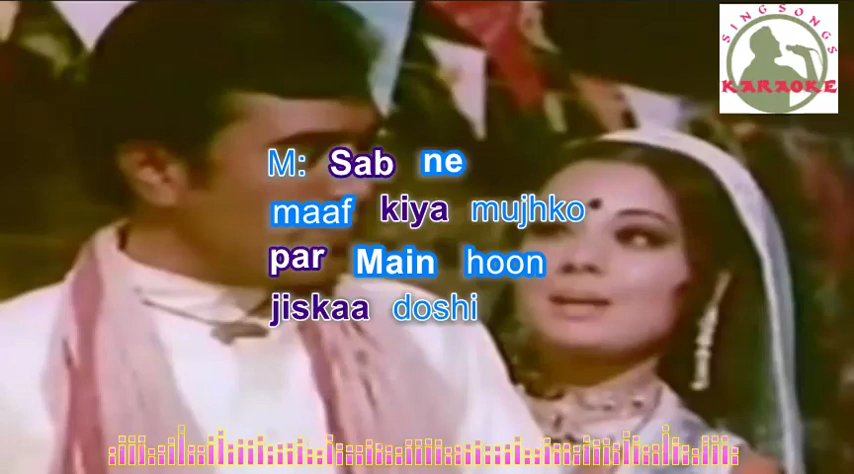 SING SONGS
KARAOKE
M: Sab ne
maaf kiya mujhko
par Main hoon
jiskaa doshi